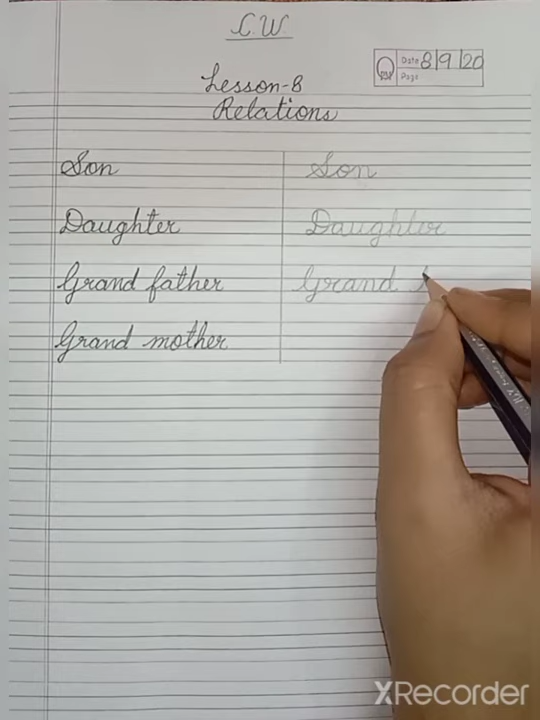 C.W.
Date 8/9/20
Page
Lesson-8
Relations
Son Son
Daughter Daughter
Grand father Grand f
Grand mother
XRecorder